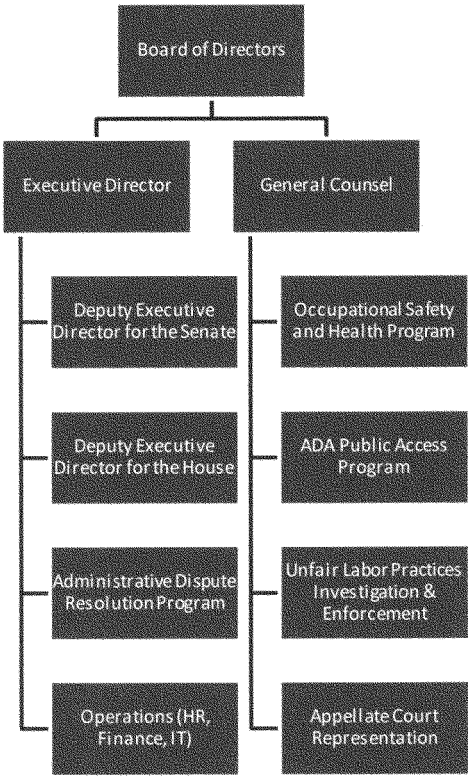 Board of Directors
Executive Director
General Counsel
Deputy Executive
Director for the Senate
Deputy Executive
Director for the House
Administrative Dispute
Resolution Program
Operations (HR,
Finance, IT)
Occupational Safety
and Health Program
ADA Public Access
Program
Unfair Labor Practices
Investigation &
Enforcement
Appellate Court
Representation